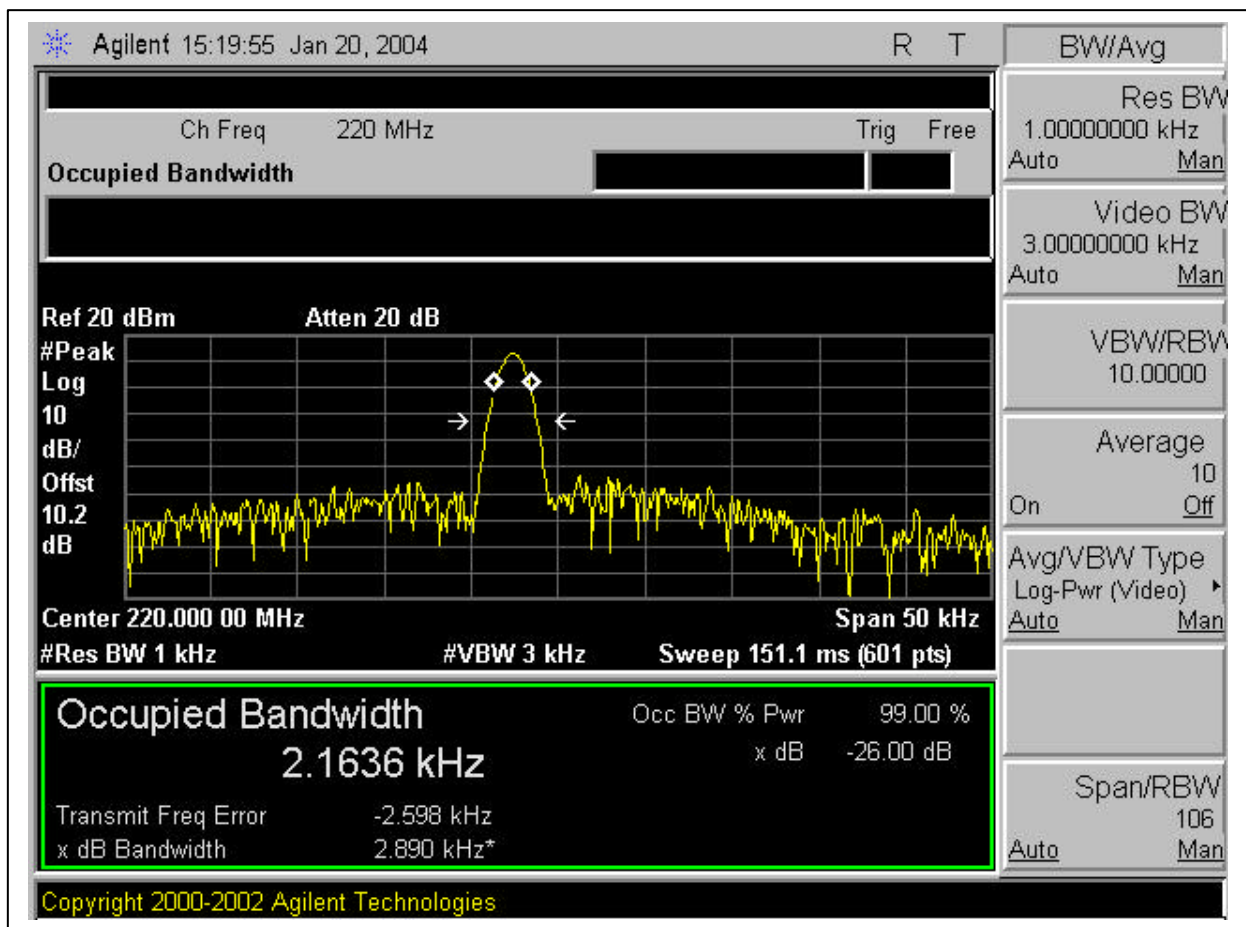 Agilent 15:19:55 Jan 20, 2004 R T
BW/Avg
Ch Freq 220 MHz Trig Free
Occupied Bandwidth
Ref 20 dBm Atten 20 dB
#Peak
Log
10
dB/
Offst
10.2
dB
Center 220.000 00 MHz Span 50 kHz
#Res BW 1 kHz #VBW 3 kHz Sweep 151.1 ms (601 pts)
Occupied Bandwidth
2.1636 kHz
Occ BW % Pwr 99.00 %
x dB -26.00 dB
Transmit Freq Error -2.598 kHz
x dB Bandwidth 2.890 kHz*
Copyright 2000-2002 Agilent Technologies
Res BW
1.00000000 kHz
Auto Man
Video BW
3.00000000 kHz
Auto Man
VBW/RBW
10.00000
Average
10
On Off
Avg/VBW Type
Log-Pwr (Video)
Auto Man
Span/RBW
106
Auto Man